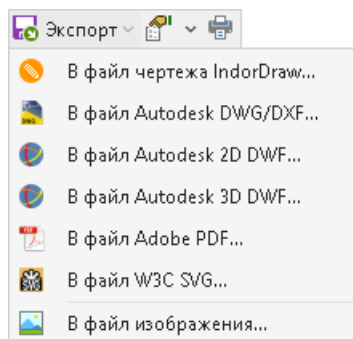 Экспорт
В файл чертежа IndorDraw...
В файл Autodesk DWG/DXF...
В файл Autodesk 2D DWF...
В файл Autodesk 3D DWF...
В файл Adobe PDF...
В файл W3C SVG...
В файл изображения...